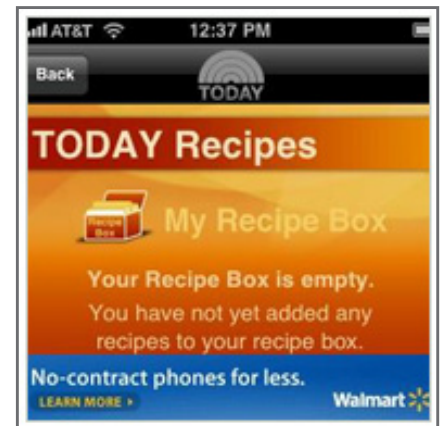 AT&T 12:37 PM
Back
TODAY
TODAY Recipes
Recipe
Box
My Recipe Box
Your Recipe Box is empty.
You have not yet added any
recipes to your recipe box.
No-contract phones for less.
LEARN MORE
Walmart